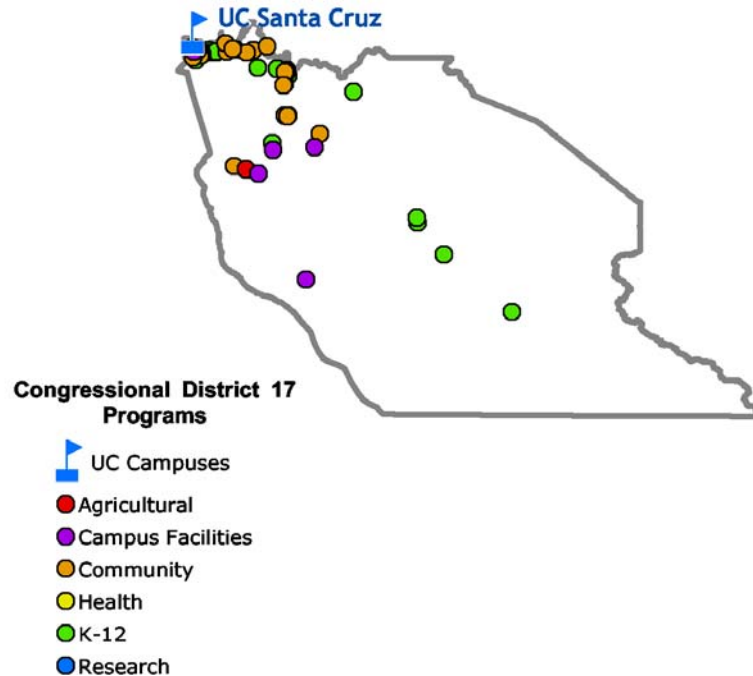 UC Santa Cruz
Congressional District 17
Programs
UC Campuses
Agricultural
Campus Facilities
Community
Health
K-12
Research